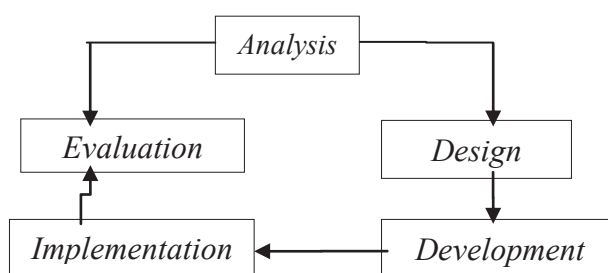 Analysis
Evaluation
Design
Implementation
Development